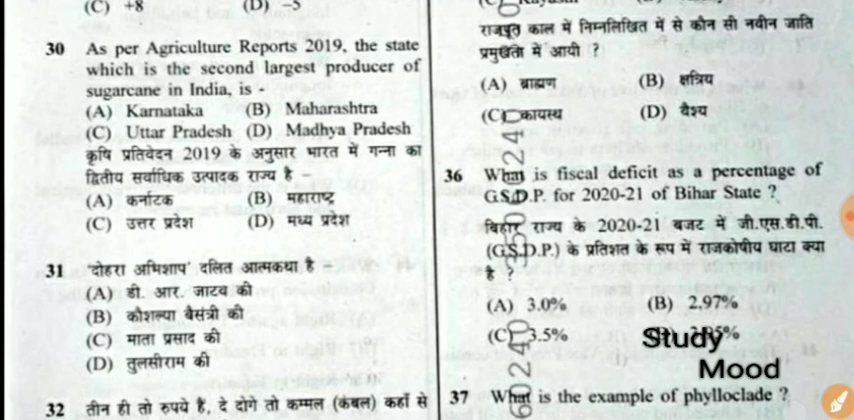 (C) +8 (D) –5
30 As per Agriculture Reports 2019, the state
which is the second largest producer of
sugarcane in India, is -
(A) Karnataka (B) Maharashtra
(C) Uttar Pradesh (D) Madhya Pradesh
कृषि प्रतिवेदन 2019 के अनुसार भारत में गन्ना का
द्वितीय सर्वाधिक उत्पादक राज्य है –
(A) कर्नाटक (B) महाराष्ट्र
(C) उत्तर प्रदेश (D) मध्य प्रदेश
31 'दोहरा अभिशाप' दलित आत्मकथा है –
(A) डी. आर. जाटव की
(B) कौशल्या बैसंत्री की
(C) माता प्रसाद की
(D) तुलसीराम की
32 तीन ही तो रुपये हैं, दे दोगे तो कम्मल (कंबल) कहाँ से
राजपूत काल में निम्नलिखित में से कौन सी नवीन जाति
प्रमुखता में आयी ?
(A) ब्राह्मण (B) क्षत्रिय
(C) कायस्थ (D) वैश्य
36 What is fiscal deficit as a percentage of
G.S.D.P. for 2020-21 of Bihar State ?
बिहार राज्य के 2020-21 बजट में जी.एस.डी.पी.
(G.S.D.P.) के प्रतिशत के रूप में राजकोषीय घाटा क्या
है ?
(A) 3.0% (B) 2.97%
(C) 3.5%
Study
Mood
37 What is the example of phylloclade ?